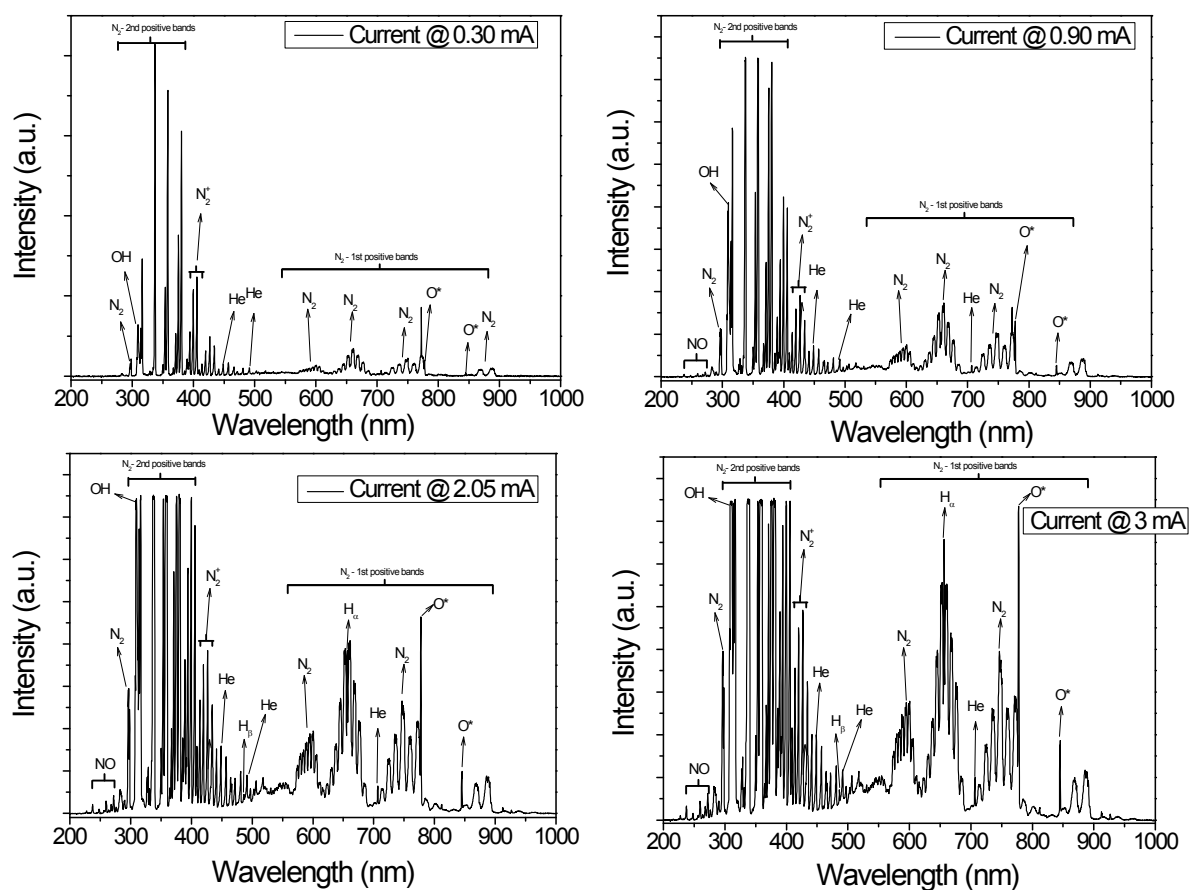 N₂- 2nd positive bands
Current @ 0.30 mA
N₂⁺
OH
N₂
He
He
N₂ - 1st positive bands
N₂
N₂
N₂
O*
O*
N₂
Intensity (a.u.)
200 300 400 500 600 700 800 900 1000
Wavelength (nm)
N₂- 2nd positive bands
Current @ 0.90 mA
OH
N₂⁺
N₂ - 1st positive bands
O*
N₂
NO
He
He
N₂
N₂
He
N₂
O*
Intensity (a.u.)
200 300 400 500 600 700 800 900 1000
Wavelength (nm)
N₂- 2nd positive bands
Current @ 2.05 mA
OH
N₂⁺
N₂ - 1st positive bands
N₂
NO
He
Hβ
He
N₂
Hα
He
N₂
O*
O*
Intensity (a.u.)
200 300 400 500 600 700 800 900 1000
Wavelength (nm)
N₂- 2nd positive bands
N₂ - 1st positive bands
OH
Hα
O*
Current @ 3 mA
N₂⁺
N₂
NO
He
Hβ
He
N₂
He
N₂
O*
Intensity (a.u.)
200 300 400 500 600 700 800 900 1000
Wavelength (nm)